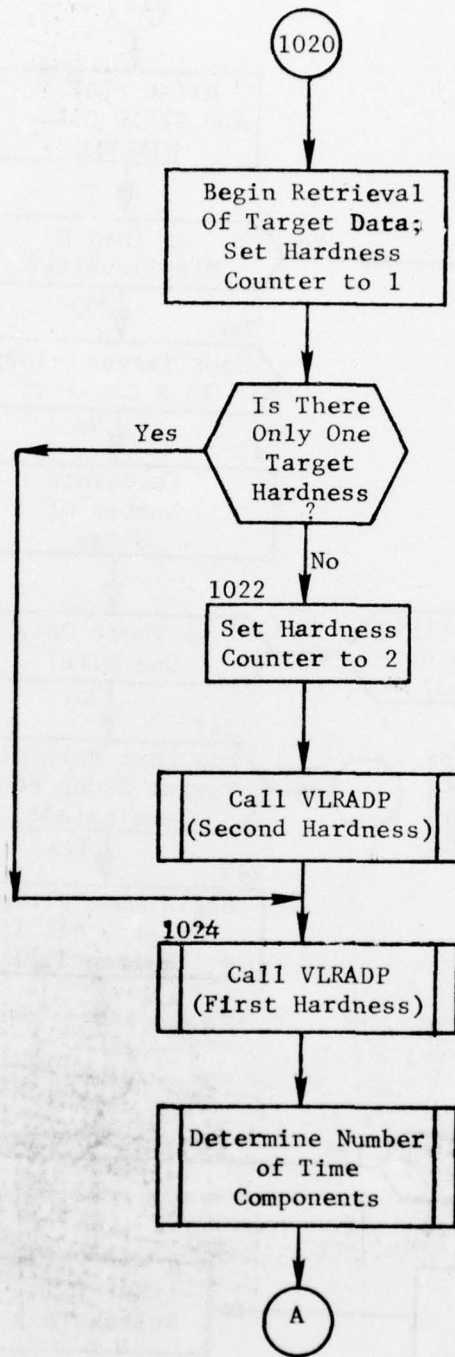 1020
Begin Retrieval
Of Target Data;
Set Hardness
Counter to 1
Is There
Only One
Target
Hardness
?
Yes
No
1022
Set Hardness
Counter to 2
Call VLRADP
(Second Hardness)
1024
Call VLRADP
(First Hardness)
Determine Number
of Time
Components
A